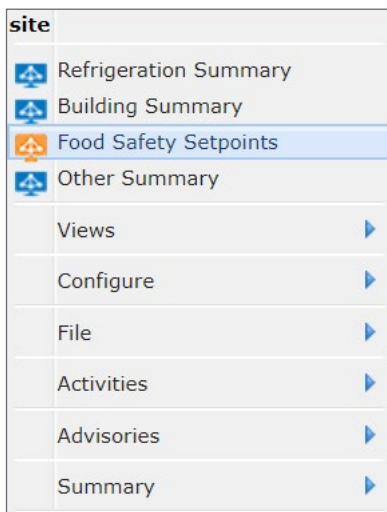 site
Refrigeration Summary
Building Summary
Food Safety Setpoints
Other Summary
Views
Configure
File
Activities
Advisories
Summary